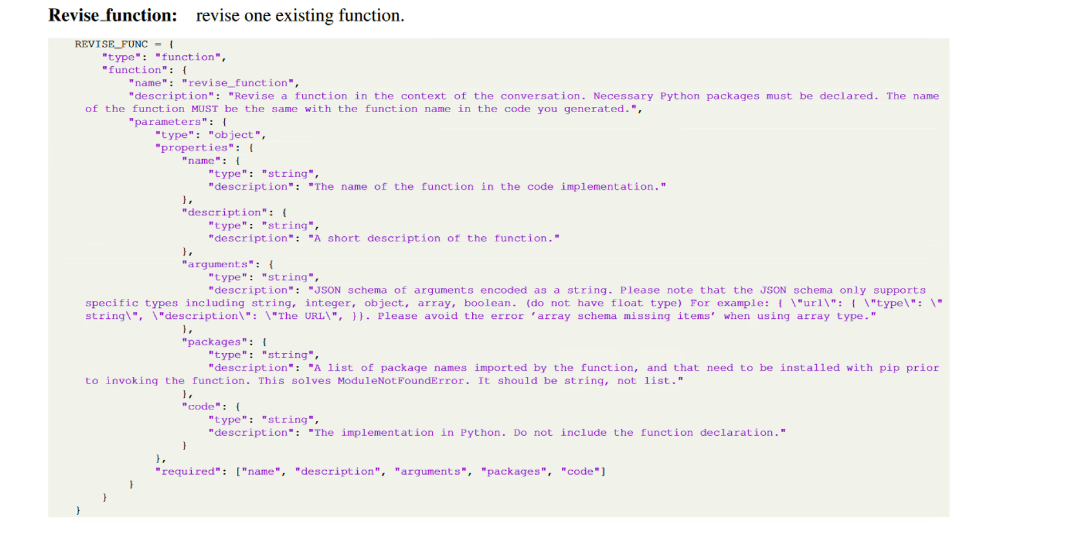 Revise_function: revise one existing function.
REVISE_FUNC = {
"type": "function",
"function": {
"name": "revise_function",
"description": "Revise a function in the context of the conversation. Necessary Python packages must be declared. The name
of the function MUST be the same with the function name in the code you generated.",
"parameters": {
"type": "object",
"properties": {
"name": {
"type": "string",
"description": "The name of the function in the code implementation."
},
"description": {
"type": "string",
"description": "A short description of the function."
},
"arguments": {
"type": "string",
"description": "JSON schema of arguments encoded as a string. Please note that the JSON schema only supports
specific types including string, integer, object, array, boolean. (do not have float type) For example: { \"url\": { \"type\": \"
string\", \"description\": \"The URL\", }}. Please avoid the error 'array schema missing items' when using array type."
},
"packages": {
"type": "string",
"description": "A list of package names imported by the function, and that need to be installed with pip prior
to invoking the function. This solves ModuleNotFoundError. It should be string, not list."
},
"code": {
"type": "string",
"description": "The implementation in Python. Do not include the function declaration."
}
},
"required": ["name", "description", "arguments", "packages", "code"]
}
}
}